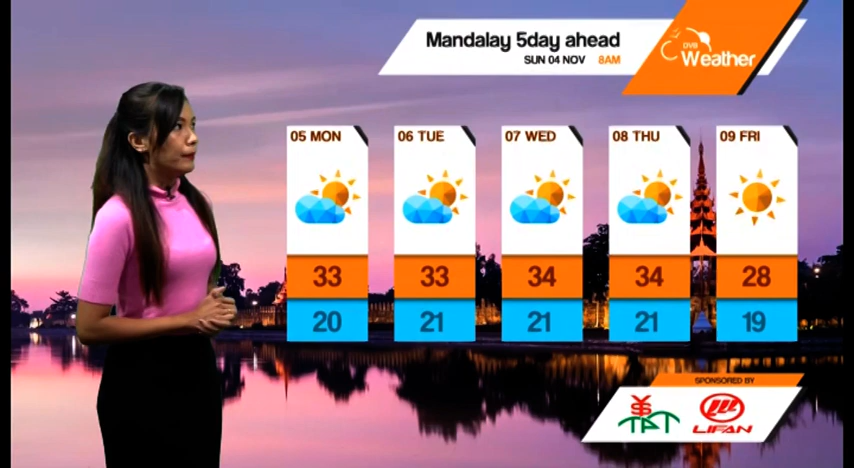 Mandalay 5day ahead
SUN 04 NOV 8AM
DVB
Weather
05 MON
06 TUE
07 WED
08 THU
09 FRI
33
33
34
34
28
20
21
21
21
19
SPONSORED BY
TPT
LIFAN